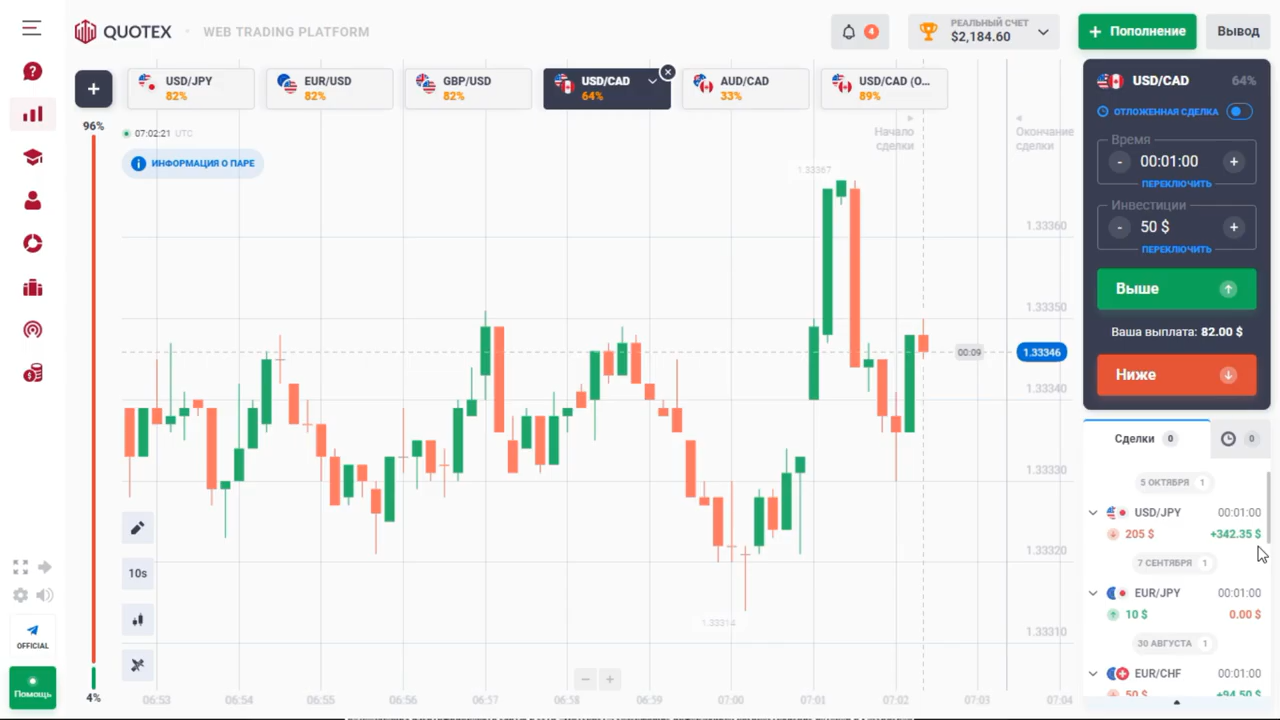 QUOTEX
WEB TRADING PLATFORM
4
РЕАЛЬНЫЙ СЧЕТ
$2,184.60
+ Пополнение
Вывод
+
USD/JPY
82%
EUR/USD
82%
GBP/USD
82%
USD/CAD
64%
AUD/CAD
33%
USD/CAD (О...
89%
96%
07:02:21 UTC
ИНФОРМАЦИЯ О ПАРЕ
Начало
сделки
Окончание
сделки
1.33367
1.33360
1.33350
00:09
1.33346
1.33340
1.33330
1.33320
1.33314
1.33310
10s
- +
06:53
06:54
06:55
06:56
06:57
06:58
06:59
07:00
07:01
07:02
07:03
07:04
4%
OFFICIAL
Помощь
USD/CAD 64%
ОТЛОЖЕННАЯ СДЕЛКА
Время
- 00:01:00 +
ПЕРЕКЛЮЧИТЬ
Инвестиции
- 50 $ +
ПЕРЕКЛЮЧИТЬ
Выше
Ваша выплата: 82.00 $
Ниже
Сделки 0
0
5 ОКТЯБРЯ 1
USD/JPY 00:01:00
205 $ +342.35 $
7 СЕНТЯБРЯ 1
EUR/JPY 00:01:00
10 $ 0.00 $
30 АВГУСТА 1
EUR/CHF 00:01:00
50 $ +94.50 $